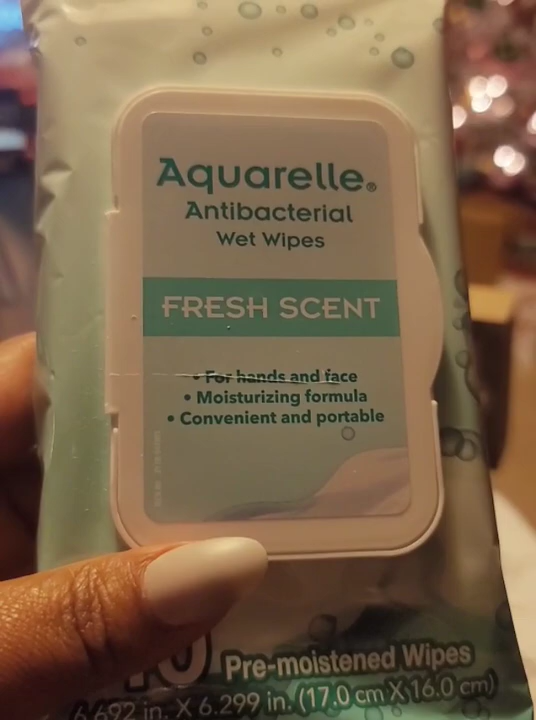 Aquarelle®
Antibacterial
Wet Wipes
FRESH SCENT
• For hands and face
• Moisturizing formula
• Convenient and portable
Pre-moistened Wipes
6.692 in. X 6.299 in. (17.0 cm X 16.0 cm)